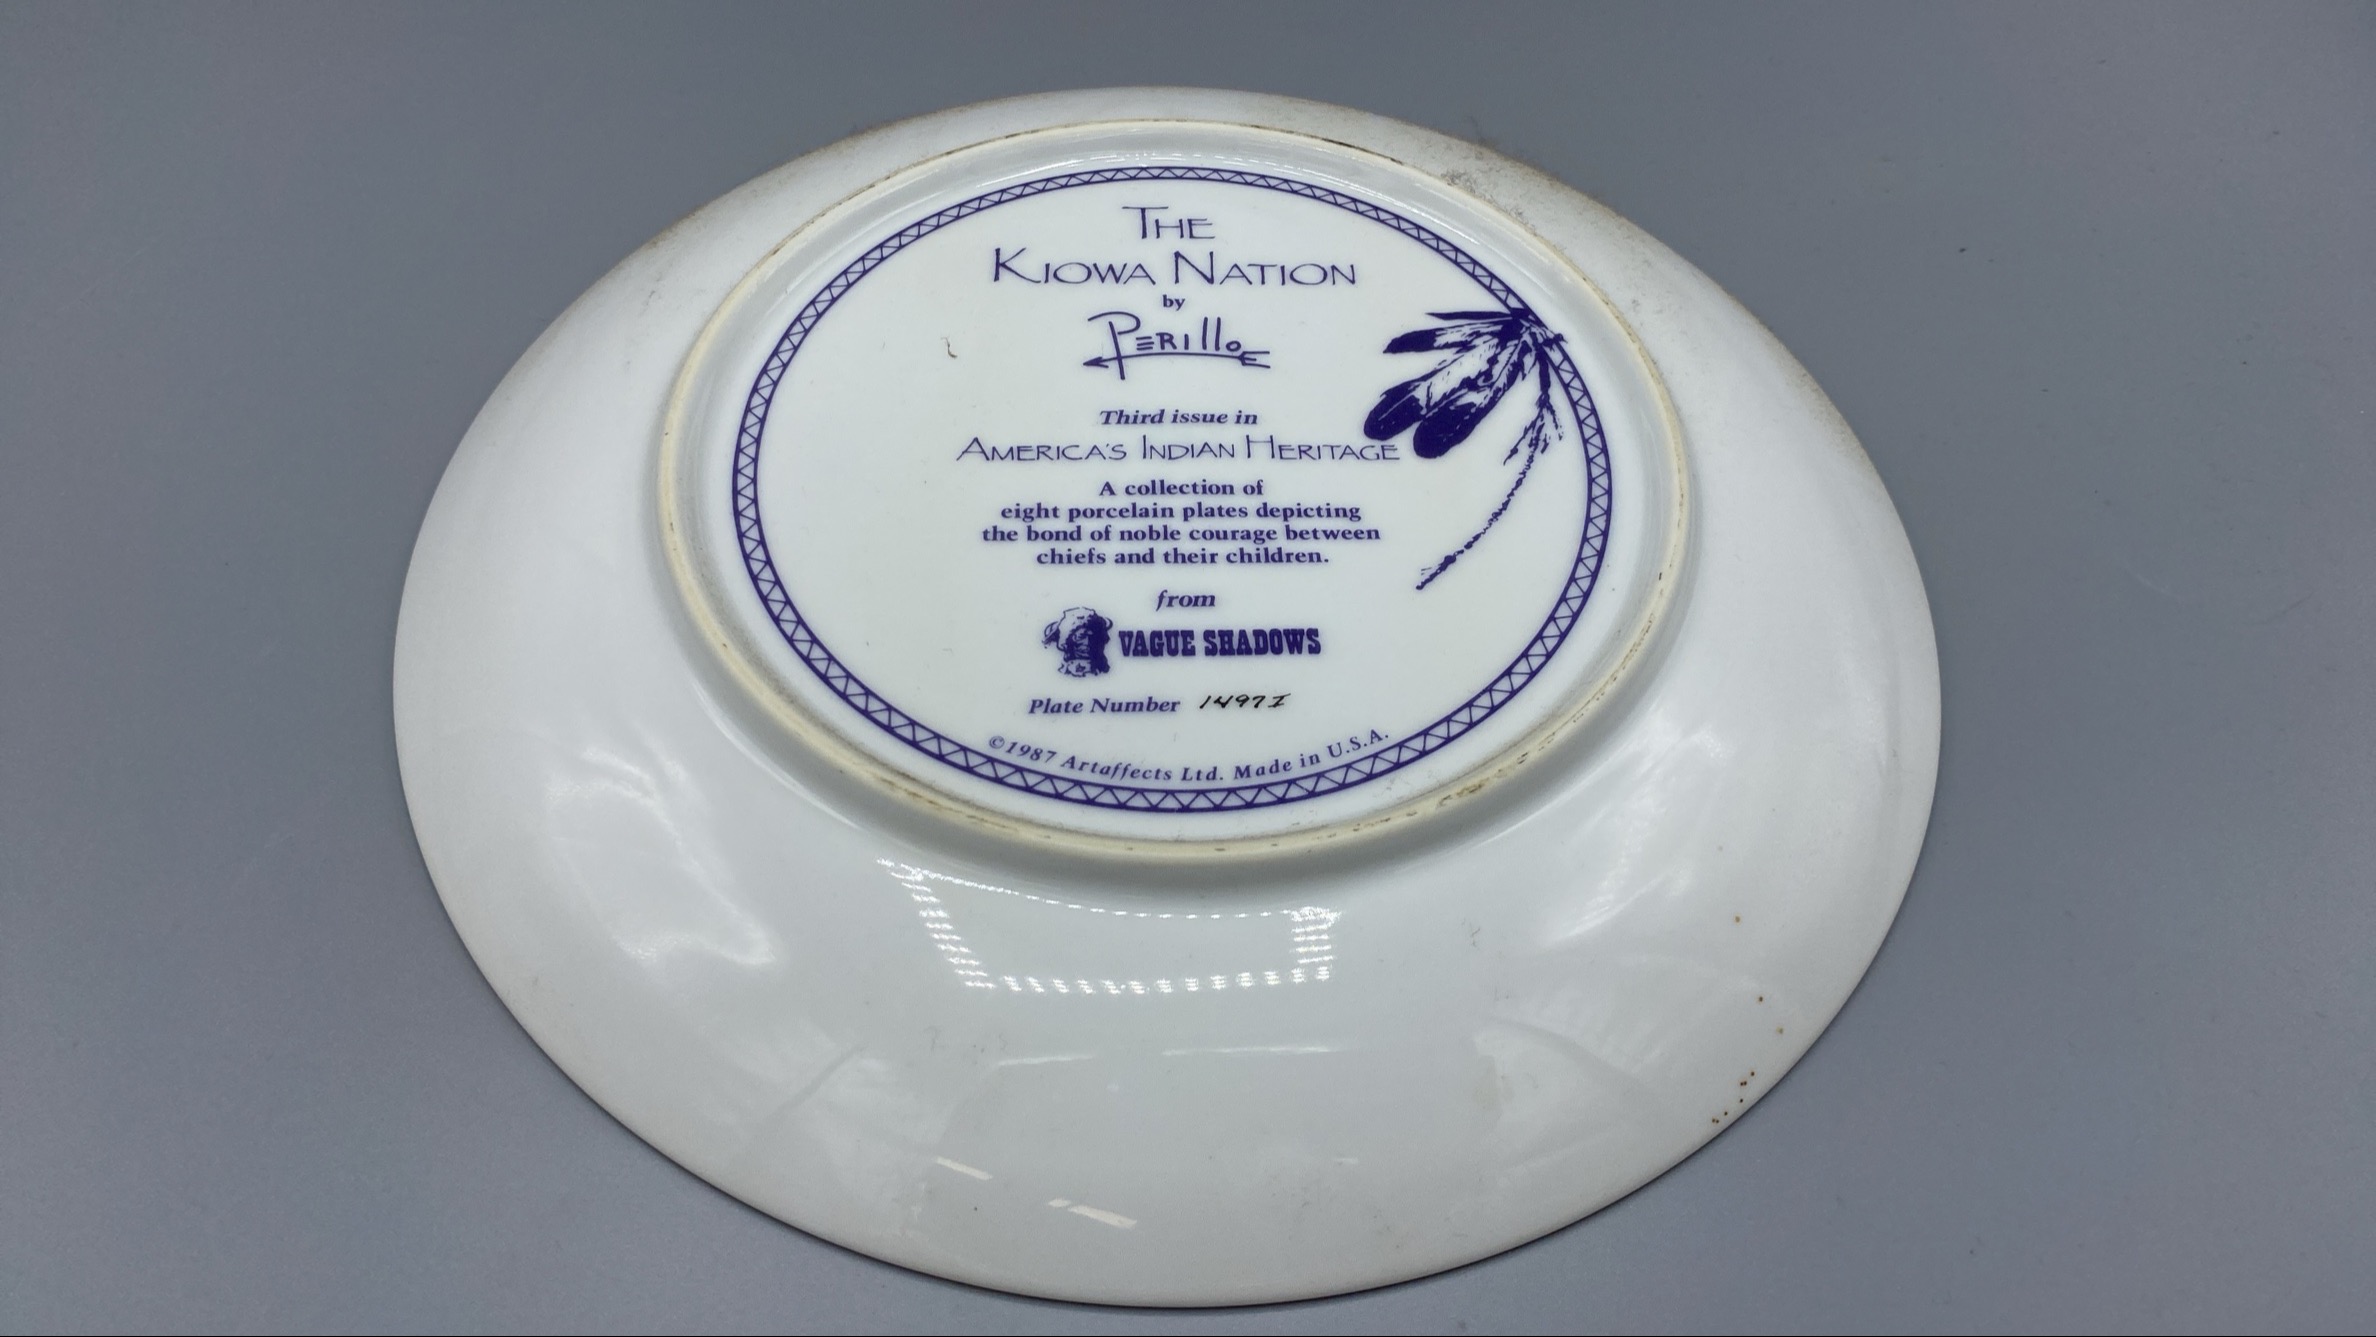 THE
KIOWA NATION
by
PERILLO
Third issue in
AMERICA'S INDIAN HERITAGE
A collection of
eight porcelain plates depicting
the bond of noble courage between
chiefs and their children.
from
VAGUE SHADOWS
Plate Number 1497I
©1987 Artaffects Ltd. Made in U.S.A.